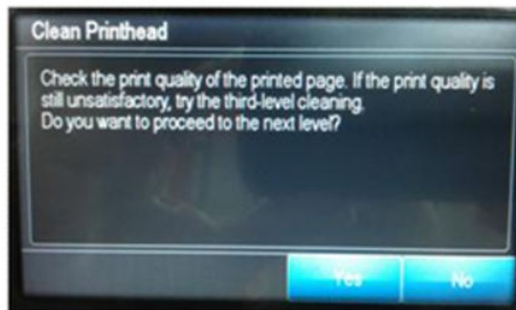 Clean Printhead
Check the print quality of the printed page. If the print quality is
still unsatisfactory, try the third-level cleaning.
Do you want to proceed to the next level?
Yes
No